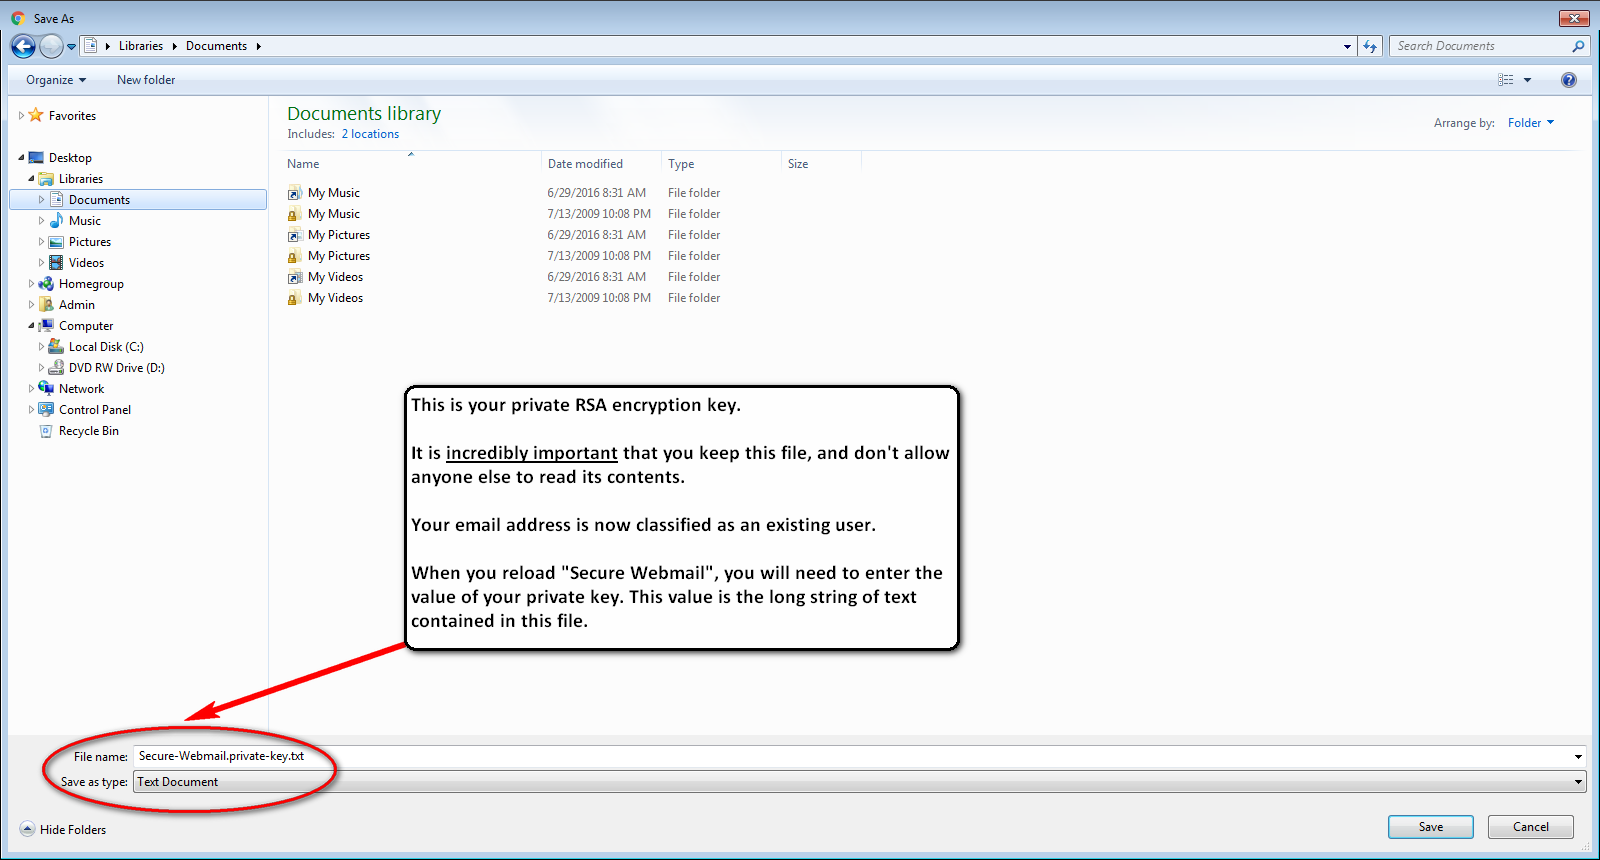 Save As
Libraries Documents
Search Documents
Organize New folder
Favorites
Desktop
Libraries
Documents
Music
Pictures
Videos
Homegroup
Admin
Computer
Local Disk (C:)
DVD RW Drive (D:)
Network
Control Panel
Recycle Bin
Documents library
Includes: 2 locations
Arrange by: Folder
Name Date modified Type Size
My Music 6/29/2016 8:31 AM File folder
My Music 7/13/2009 10:08 PM File folder
My Pictures 6/29/2016 8:31 AM File folder
My Pictures 7/13/2009 10:08 PM File folder
My Videos 6/29/2016 8:31 AM File folder
My Videos 7/13/2009 10:08 PM File folder
This is your private RSA encryption key.
It is incredibly important that you keep this file, and don't allow
anyone else to read its contents.
Your email address is now classified as an existing user.
When you reload "Secure Webmail", you will need to enter the
value of your private key. This value is the long string of text
contained in this file.
File name: Secure-Webmail.private-key.txt
Save as type: Text Document
Hide Folders
Save Cancel